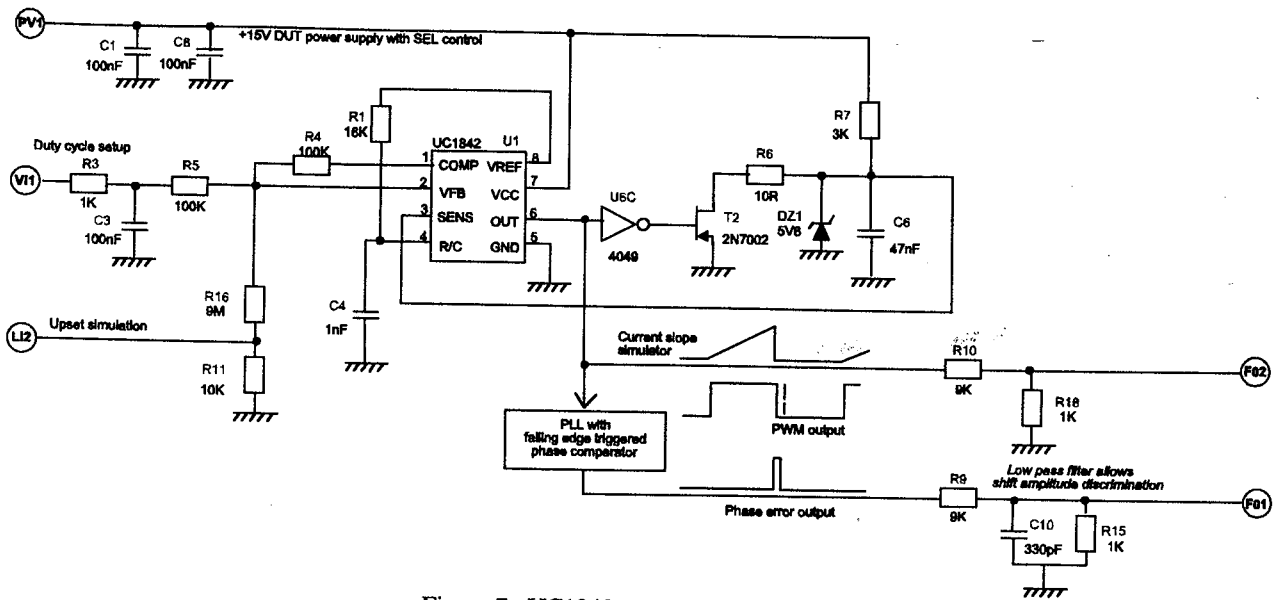 PV1
+15V DUT power supply with SEL control
C1
100nF
C8
100nF
R1
16K
R7
3K
UC1842 U1
Duty cycle setup
R4
100K
R3
1K
R5
100K
VI1
C3
100nF
1 COMP VREF 8
2 VFB VCC 7
3 SENS OUT 6
4 R/C GND 5
R6
10R
U5C
4049
T2
2N7002
DZ1
5V6
C6
47nF
R16
9M
C4
1nF
LI2
Upset simulation
R11
10K
Current slope
simulator
R10
9K
F02
R18
1K
PWM output
PLL with
falling edge triggered
phase comparator
Low pass filter allows
shift amplitude discrimination
R9
9K
F01
Phase error output
C10
330pF
R15
1K